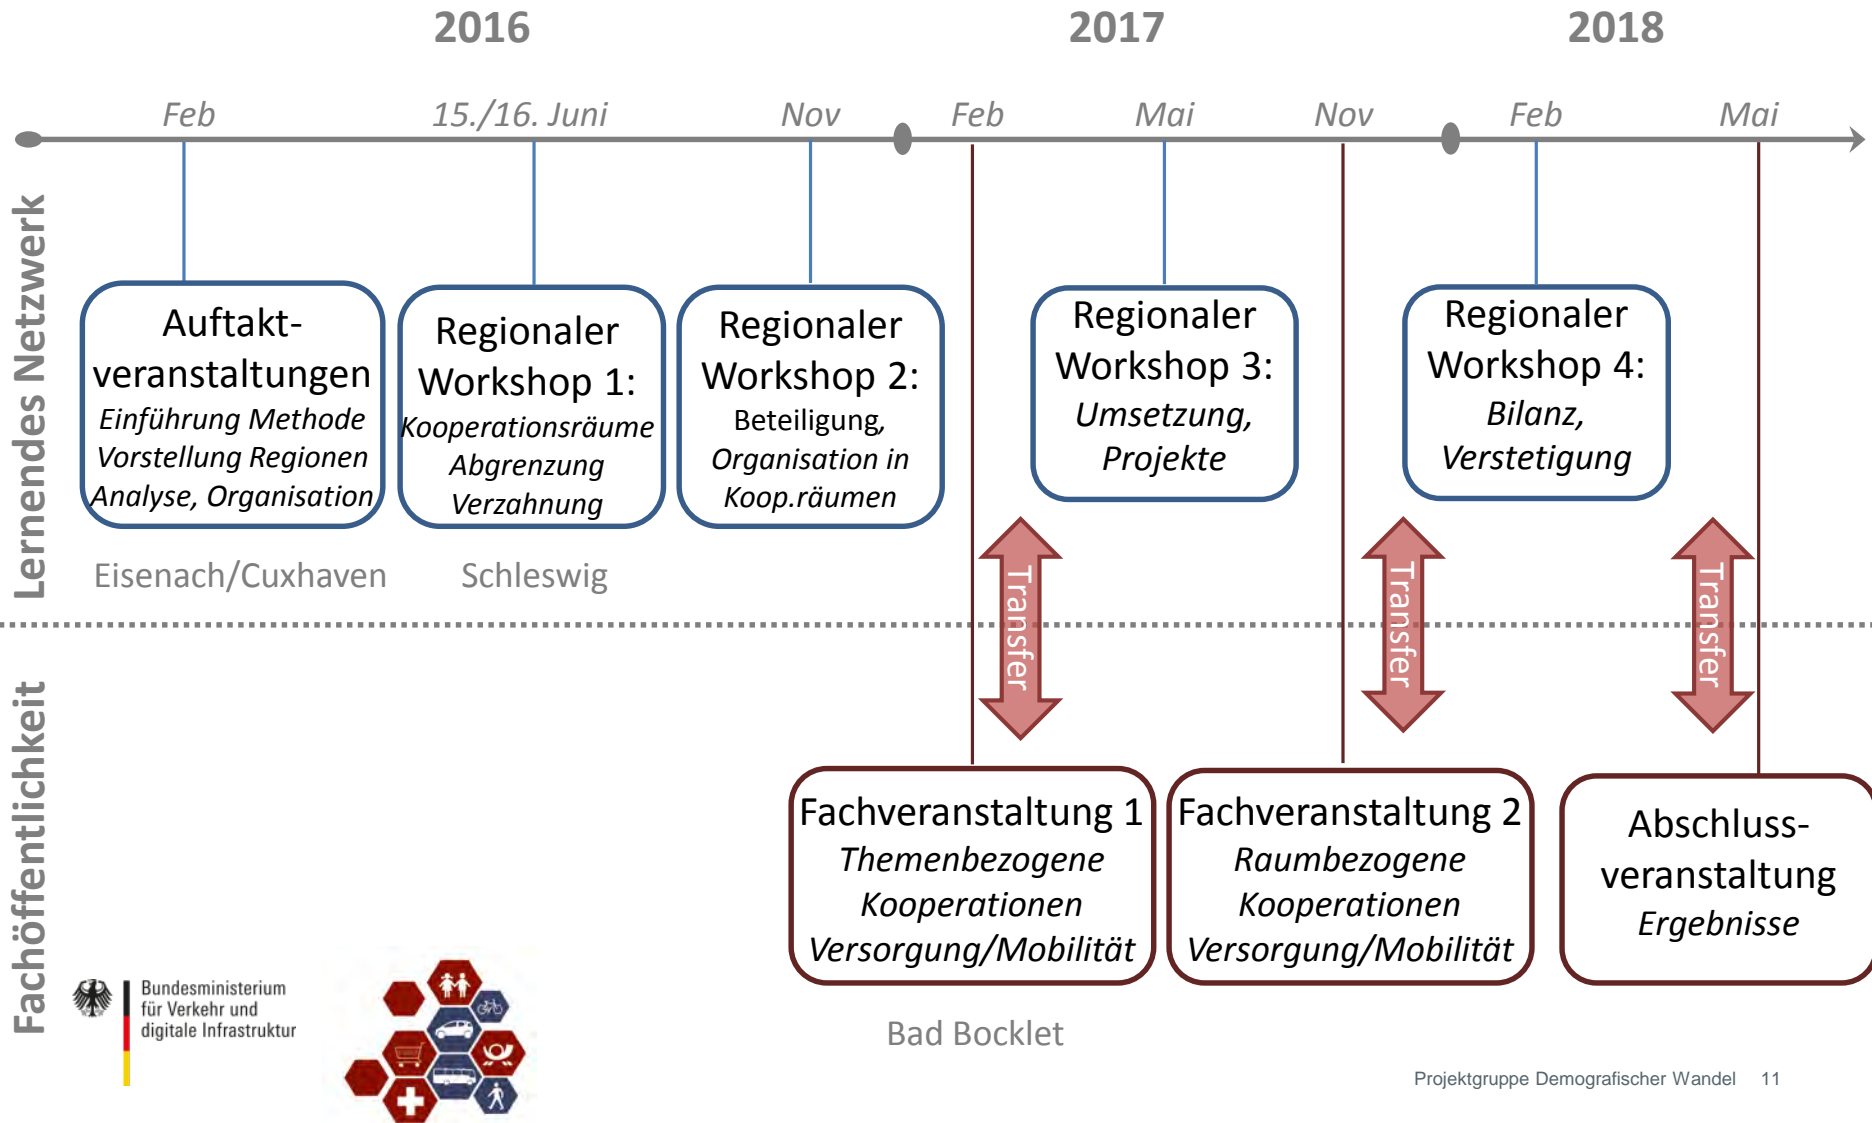 2016
2017
2018
Feb
15./16. Juni
Nov
Feb
Mai
Nov
Feb
Mai
Lernendes Netzwerk
Auftakt-
veranstaltungen
Einführung Methode
Vorstellung Regionen
Analyse, Organisation
Regionaler
Workshop 1:
Kooperationsräume
Abgrenzung
Verzahnung
Regionaler
Workshop 2:
Beteiligung,
Organisation in
Koop.räumen
Regionaler
Workshop 3:
Umsetzung,
Projekte
Regionaler
Workshop 4:
Bilanz,
Verstetigung
Eisenach/Cuxhaven
Schleswig
Transfer
Transfer
Transfer
Fachöffentlichkeit
Fachveranstaltung 1
Themenbezogene
Kooperationen
Versorgung/Mobilität
Fachveranstaltung 2
Raumbezogene
Kooperationen
Versorgung/Mobilität
Abschluss-
veranstaltung
Ergebnisse
Bad Bocklet
Bundesministerium
für Verkehr und
digitale Infrastruktur
Projektgruppe Demografischer Wandel 11